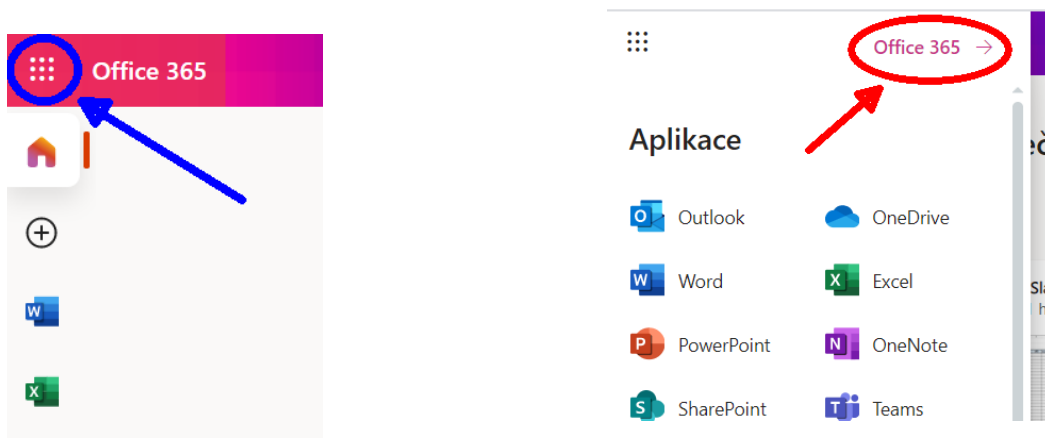 Office 365
W
X
Office 365 →
Aplikace
O Outlook
OneDrive
W Word
X Excel
P PowerPoint
N OneNote
S SharePoint
T Teams